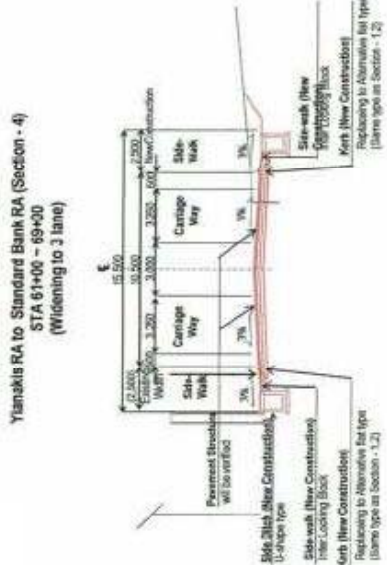 Yianakis RA to Standard Bank RA (Section - 4)
STA 61+00 ~ 69+00
(Widening to 3 lane)
15,500
(2,500)
10,500
2,500
Existing
Width
500
3,250
3,000
3,250
500
New Construction
Side-
Walk
Carriage
Way
Carriage
Way
Side-
Walk
3%
3%
3%
Pavement Structure
will be verified
Side Ditch (New Construction)
U-shape type
Side-walk (New Construction)
Inter Locking Block
Kerb (New Construction)
Replacing to Alternative flat type
(Same type as Section - 1,2)
Side-walk (New
Construction)
Inter Locking Block
Kerb (New Construction)
Replacing to Alternative flat type
(Same type as Section - 1,2)